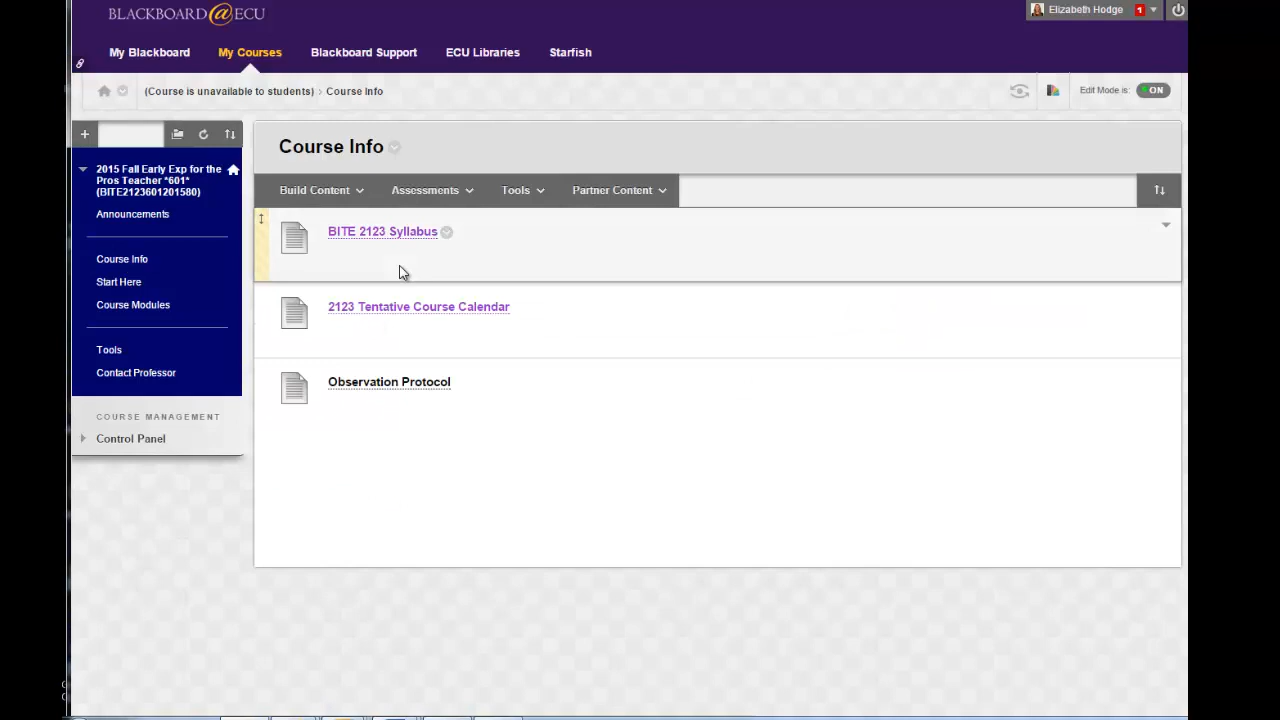 BLACKBOARD@ECU
Elizabeth Hodge 1
My Blackboard My Courses Blackboard Support ECU Libraries Starfish
(Course is unavailable to students) > Course Info Edit Mode is: ON
Course Info
2015 Fall Early Exp for the
Pros Teacher *601*
(BITE2123601201580)
Announcements
Course Info
Start Here
Course Modules
Tools
Contact Professor
COURSE MANAGEMENT
Control Panel
Build Content Assessments Tools Partner Content
BITE 2123 Syllabus
2123 Tentative Course Calendar
Observation Protocol